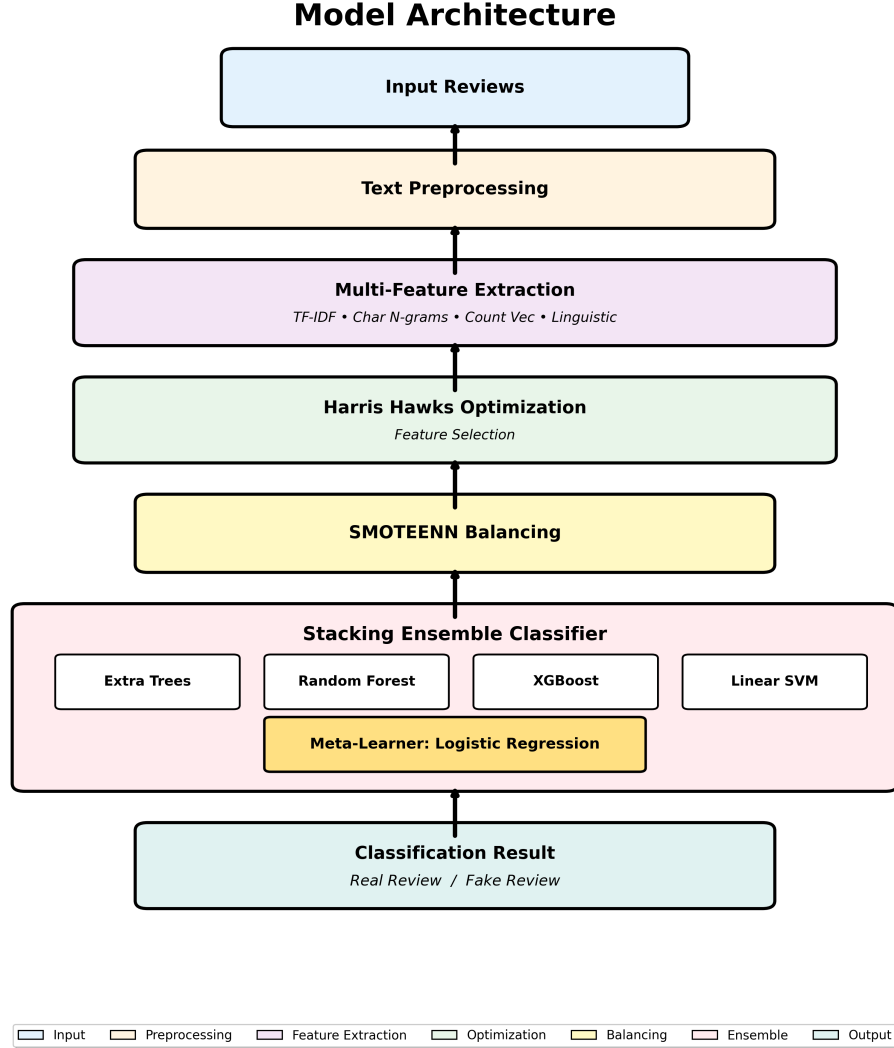 Model Architecture
Input Reviews
Text Preprocessing
Multi-Feature Extraction
TF-IDF • Char N-grams • Count Vec • Linguistic
Harris Hawks Optimization
Feature Selection
SMOTEENN Balancing
Stacking Ensemble Classifier
Extra Trees
Random Forest
XGBoost
Linear SVM
Meta-Learner: Logistic Regression
Classification Result
Real Review / Fake Review
Input
Preprocessing
Feature Extraction
Optimization
Balancing
Ensemble
Output